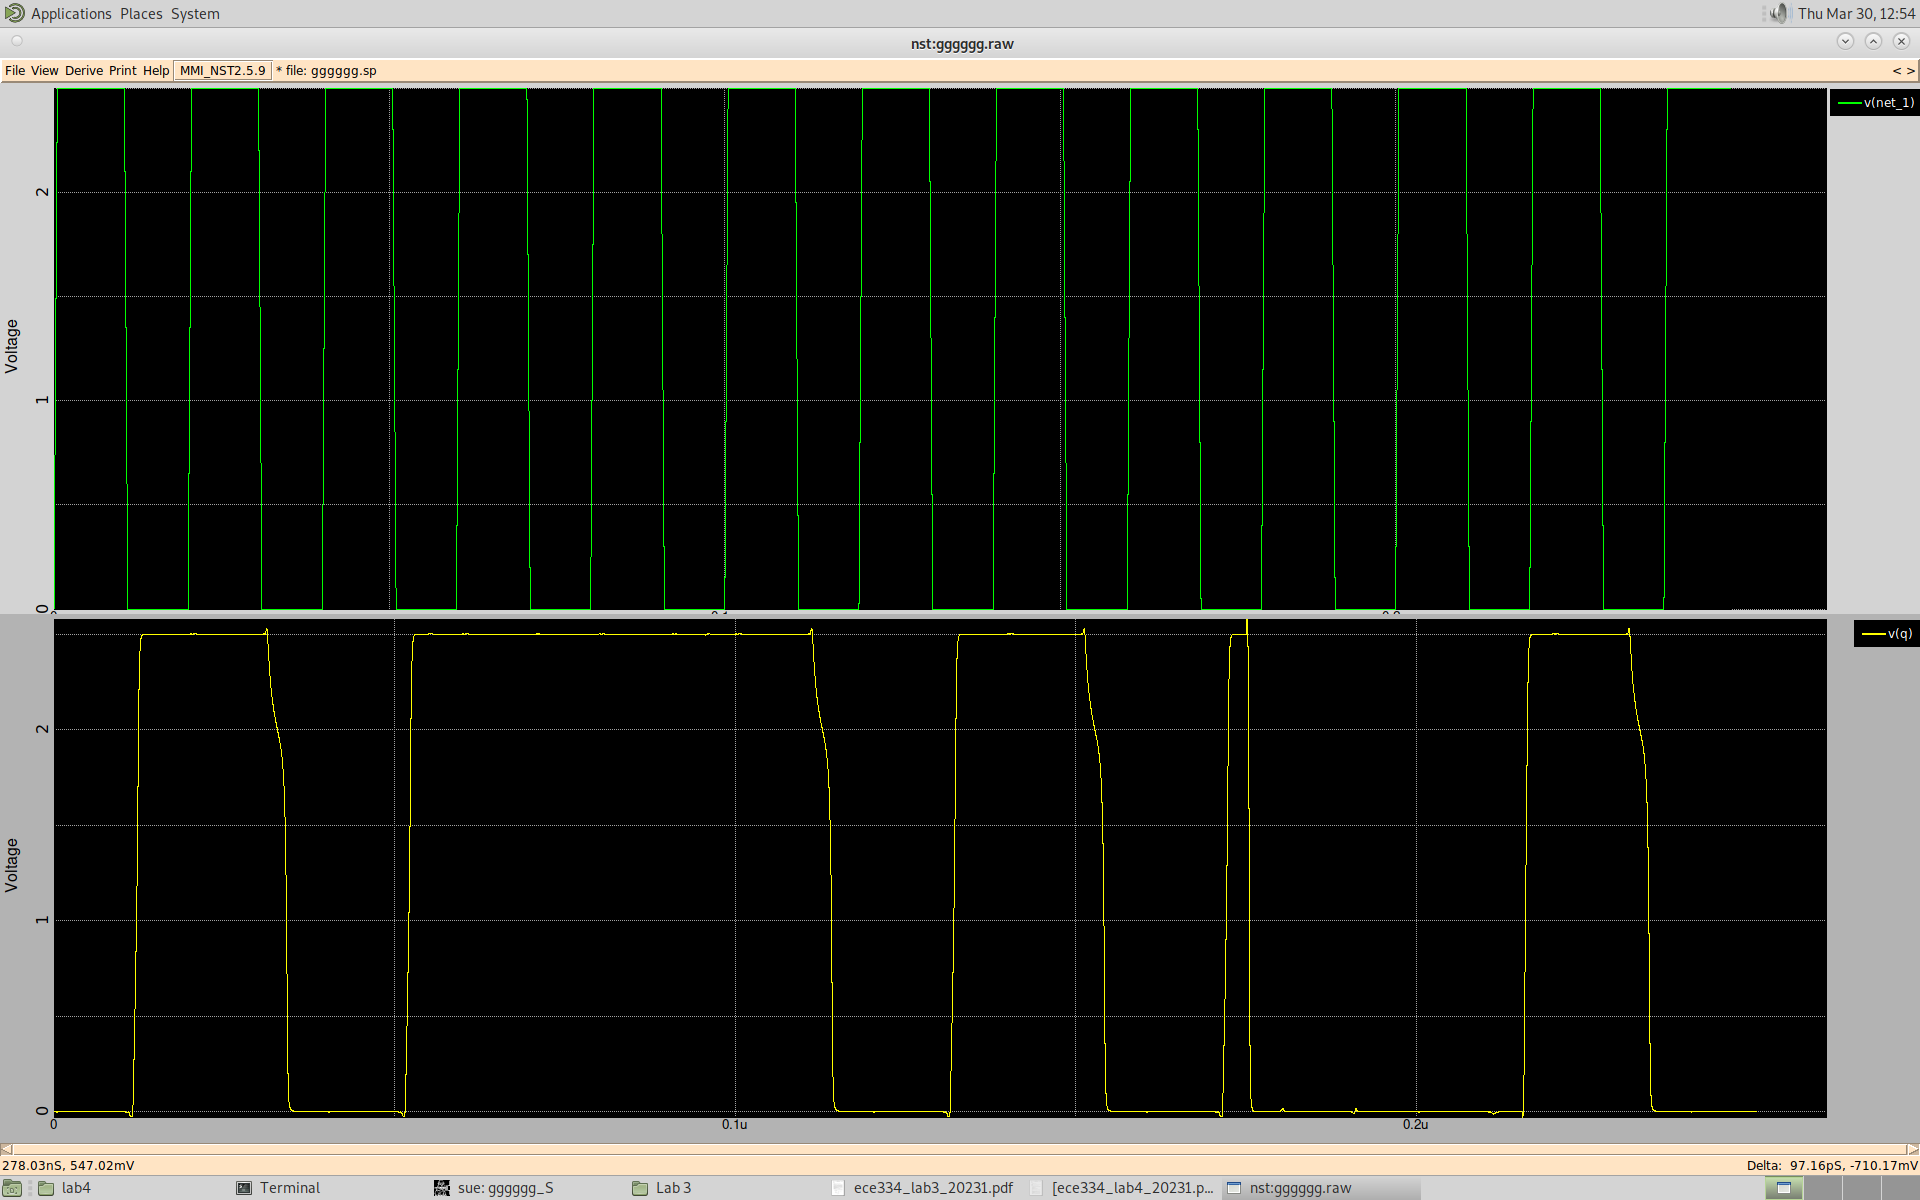 Applications Places System
Thu Mar 30, 12:54
nst:gggggg.raw
File View Derive Print Help MMI_NST2.5.9 * file: gggggg.sp
< >
v(net_1)
2
1
0
Voltage
v(q)
2
1
0
Voltage
0
0.1u
0.2u
278.03nS, 547.02mV
Delta: 97.16pS, -710.17mV
lab4
Terminal
sue: gggggg_S
Lab 3
ece334_lab3_20231.pdf
[ece334_lab4_20231.p...
nst:gggggg.raw